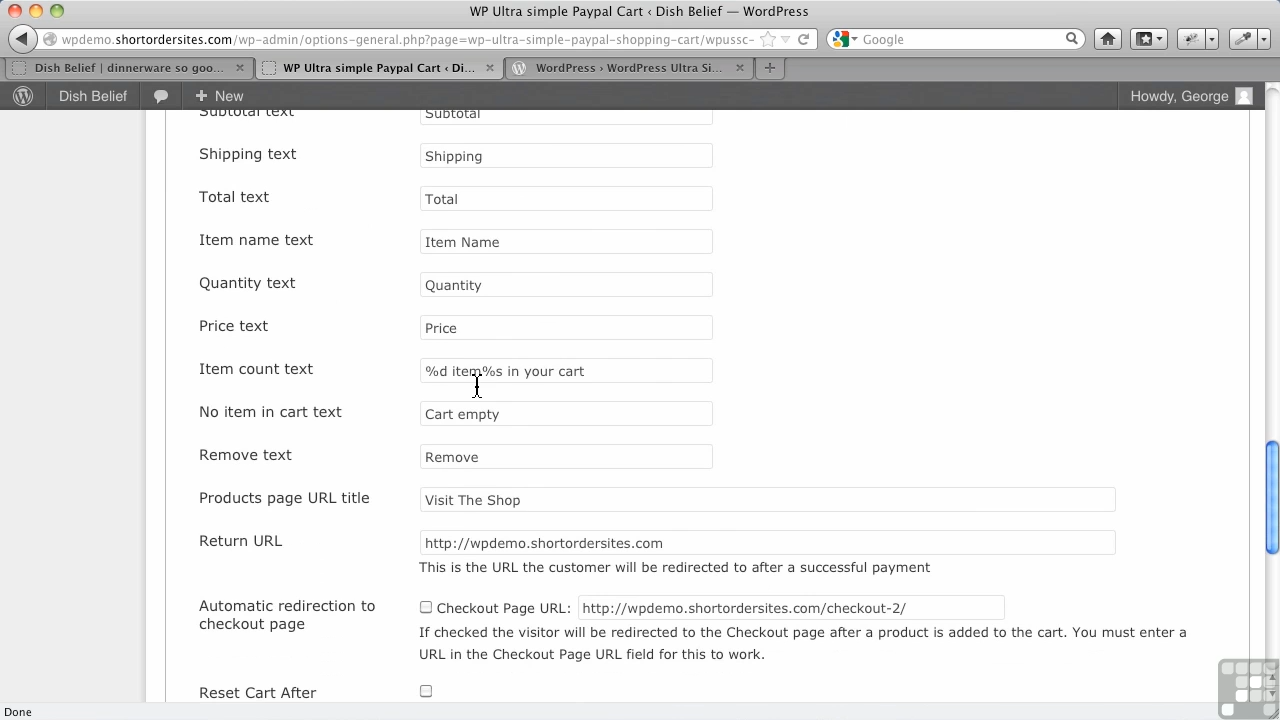 WP Ultra simple Paypal Cart ‹ Dish Belief — WordPress
wpdemo.shortordersites.com/wp-admin/options-general.php?page=wp-ultra-simple-paypal-shopping-cart/wpussc-
Google
Dish Belief | dinnerware so goo...
WP Ultra simple Paypal Cart ‹ Di...
WordPress › WordPress Ultra Si...
Dish Belief
New
Howdy, George
Subtotal text
Subtotal
Shipping text
Shipping
Total text
Total
Item name text
Item Name
Quantity text
Quantity
Price text
Price
Item count text
%d item%s in your cart
No item in cart text
Cart empty
Remove text
Remove
Products page URL title
Visit The Shop
Return URL
http://wpdemo.shortordersites.com
This is the URL the customer will be redirected to after a successful payment
Automatic redirection to
checkout page
Checkout Page URL:
http://wpdemo.shortordersites.com/checkout-2/
If checked the visitor will be redirected to the Checkout page after a product is added to the cart. You must enter a
URL in the Checkout Page URL field for this to work.
Reset Cart After
Done